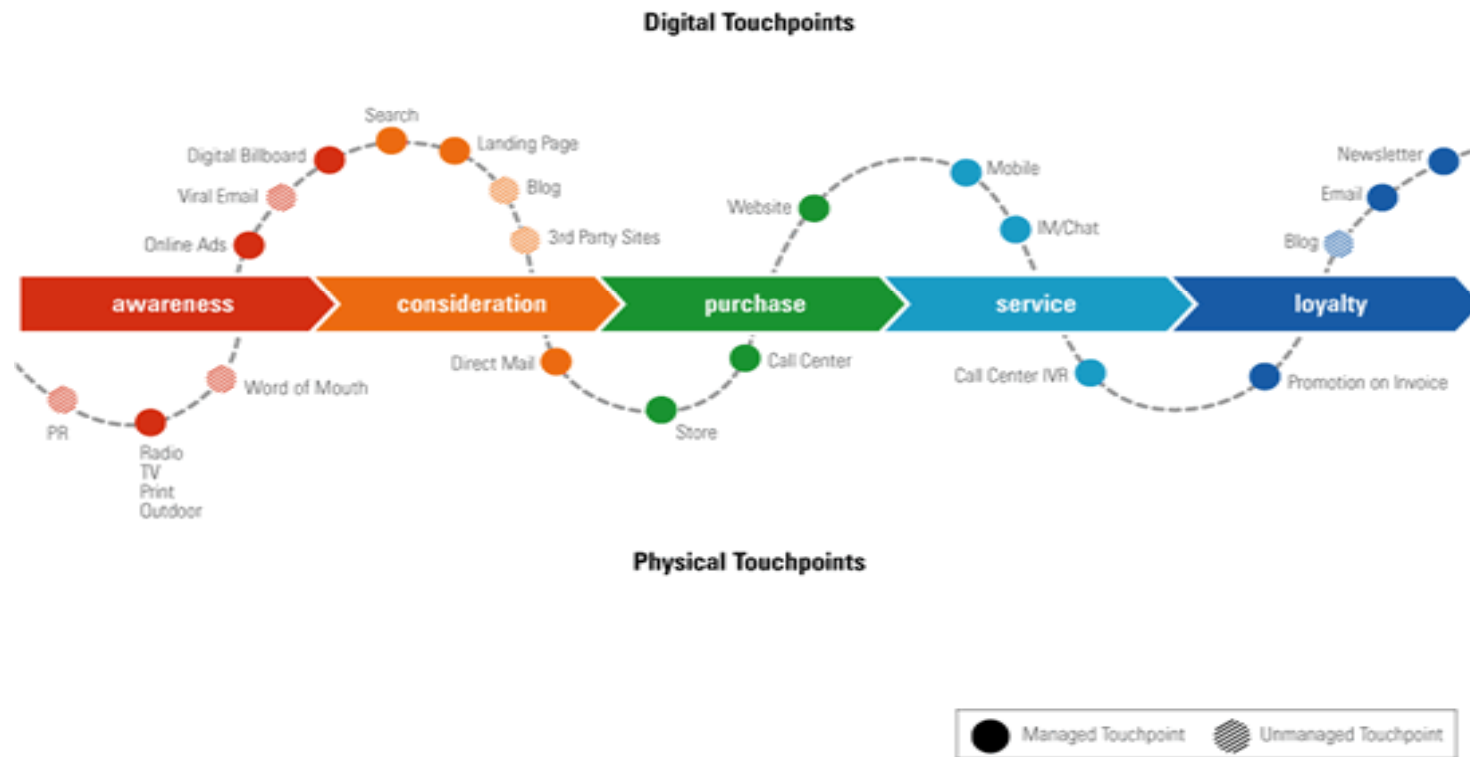 Digital Touchpoints
Search
Landing Page
Digital Billboard
Viral Email
Blog
Online Ads
3rd Party Sites
Website
Mobile
IM/Chat
Newsletter
Email
Blog
awareness
consideration
purchase
service
loyalty
PR
Radio
TV
Print
Outdoor
Word of Mouth
Direct Mail
Store
Call Center
Call Center IVR
Promotion on Invoice
Physical Touchpoints
Managed Touchpoint
Unmanaged Touchpoint